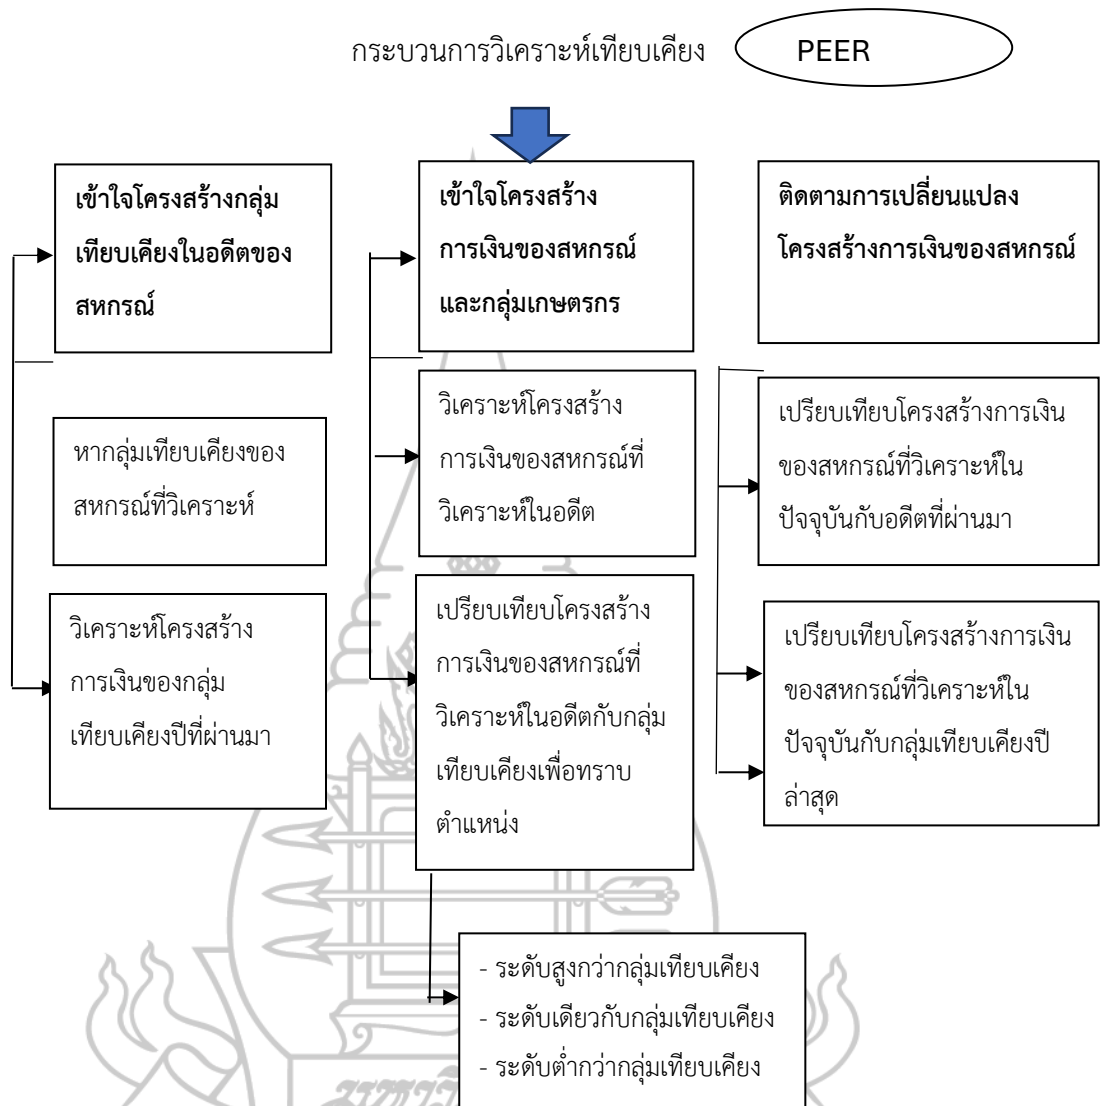 กระบวนการวิเคราะห์เทียบเคียง
PEER
เข้าใจโครงสร้างกลุ่ม
เทียบเคียงในอดีตของ
สหกรณ์
หากลุ่มเทียบเคียงของ
สหกรณ์ที่วิเคราะห์
วิเคราะห์โครงสร้าง
การเงินของกลุ่ม
เทียบเคียงปีที่ผ่านมา
เข้าใจโครงสร้าง
การเงินของสหกรณ์
และกลุ่มเกษตรกร
วิเคราะห์โครงสร้าง
การเงินของสหกรณ์ที่
วิเคราะห์ในอดีต
เปรียบเทียบโครงสร้าง
การเงินของสหกรณ์ที่
วิเคราะห์ในอดีตกับกลุ่ม
เทียบเคียงเพื่อทราบ
ตำแหน่ง
- ระดับสูงกว่ากลุ่มเทียบเคียง
- ระดับเดียวกับกลุ่มเทียบเคียง
- ระดับต่ำกว่ากลุ่มเทียบเคียง
ติดตามการเปลี่ยนแปลง
โครงสร้างการเงินของสหกรณ์
เปรียบเทียบโครงสร้างการเงิน
ของสหกรณ์ที่วิเคราะห์ใน
ปัจจุบันกับอดีตที่ผ่านมา
เปรียบเทียบโครงสร้างการเงิน
ของสหกรณ์ที่วิเคราะห์ใน
ปัจจุบันกับกลุ่มเทียบเคียงปี
ล่าสุด